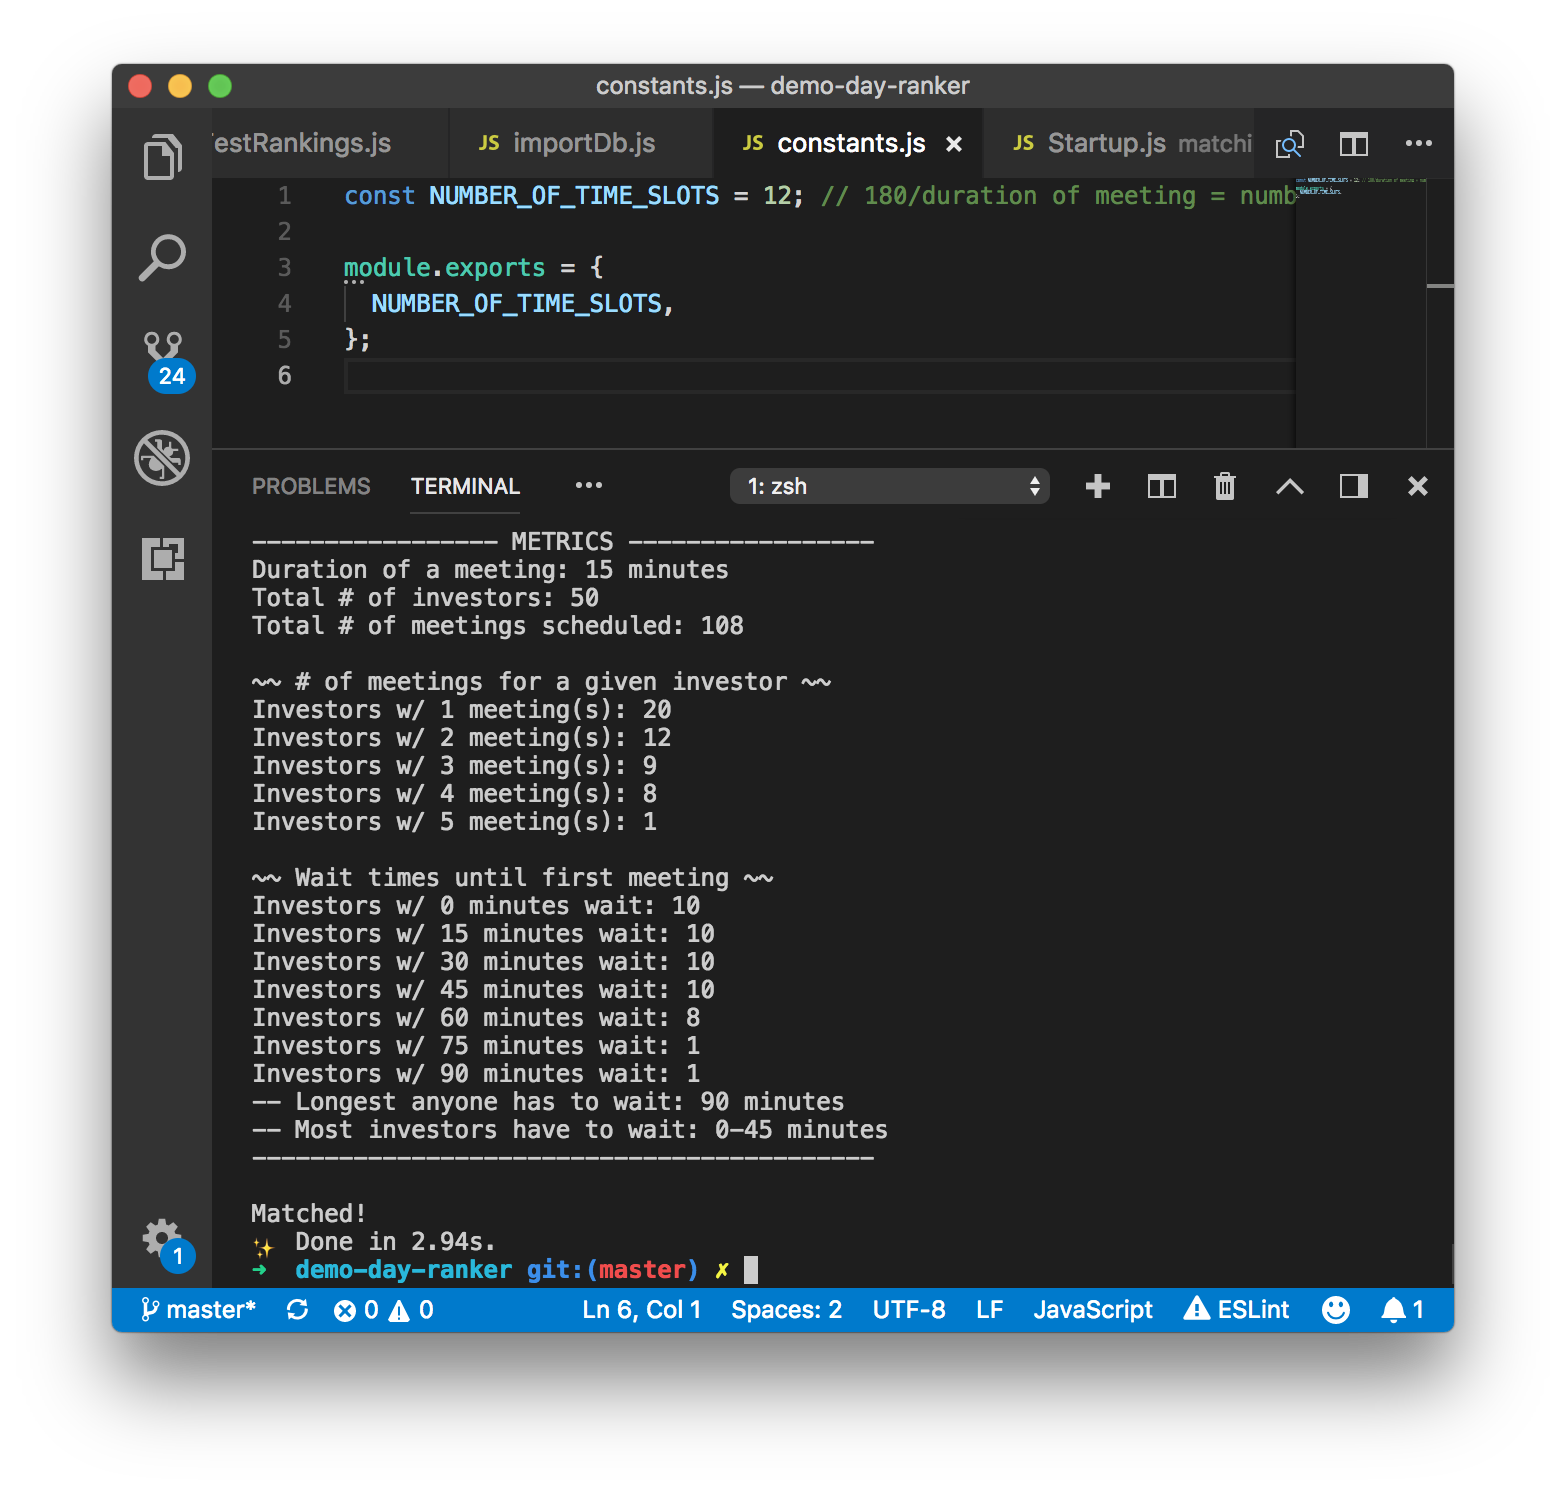 constants.js — demo-day-ranker
estRankings.js JS importDb.js JS constants.js × JS Startup.js matchi
1 const NUMBER_OF_TIME_SLOTS = 12; // 180/duration of meeting = numb
2
3 module.exports = {
4 NUMBER_OF_TIME_SLOTS,
5 };
6
24
PROBLEMS TERMINAL ••• 1: zsh
----------------- METRICS -----------------
Duration of a meeting: 15 minutes
Total # of investors: 50
Total # of meetings scheduled: 108
~~ # of meetings for a given investor ~~
Investors w/ 1 meeting(s): 20
Investors w/ 2 meeting(s): 12
Investors w/ 3 meeting(s): 9
Investors w/ 4 meeting(s): 8
Investors w/ 5 meeting(s): 1
~~ Wait times until first meeting ~~
Investors w/ 0 minutes wait: 10
Investors w/ 15 minutes wait: 10
Investors w/ 30 minutes wait: 10
Investors w/ 45 minutes wait: 10
Investors w/ 60 minutes wait: 8
Investors w/ 75 minutes wait: 1
Investors w/ 90 minutes wait: 1
-- Longest anyone has to wait: 90 minutes
-- Most investors have to wait: 0-45 minutes
-------------------------------------------
Matched!
✨ Done in 2.94s.
➜ demo-day-ranker git:(master) ✗
1
master* 0 0 Ln 6, Col 1 Spaces: 2 UTF-8 LF JavaScript ESLint 1